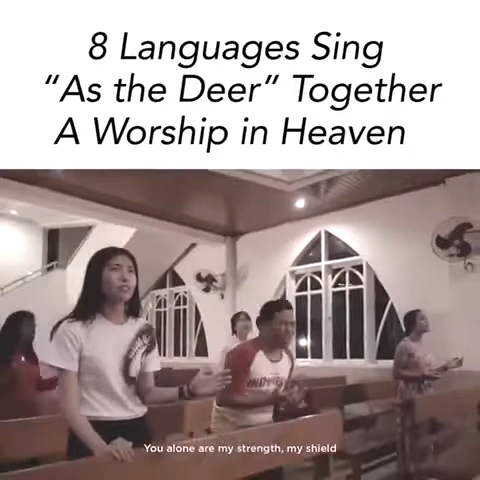 8 Languages Sing
“As the Deer” Together
A Worship in Heaven
You alone are my strength, my shield